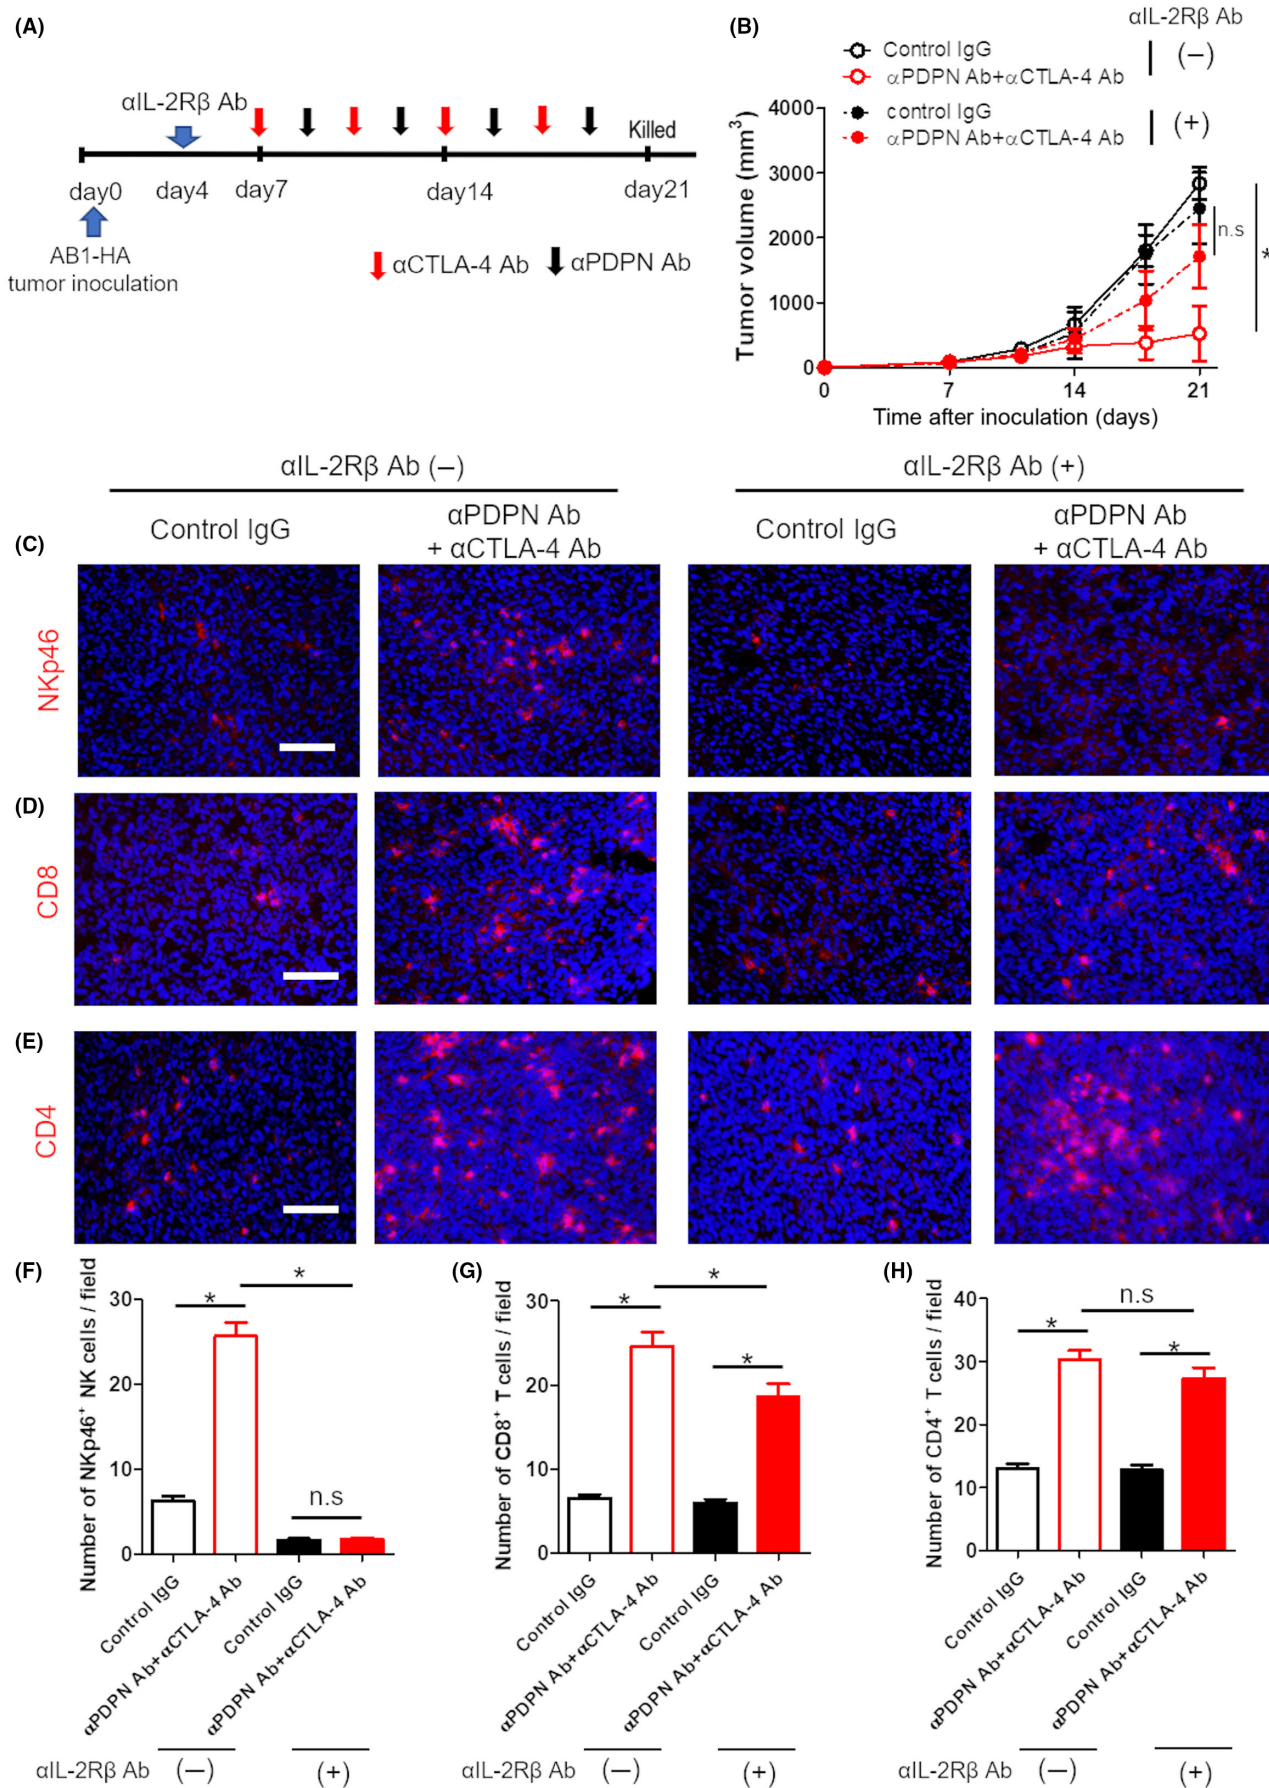 (A)
αIL-2Rβ Ab
Killed
day0
day4
day7
day14
day21
AB1-HA
tumor inoculation
αCTLA-4 Ab
αPDPN Ab
(B)
αIL-2Rβ Ab
Control IgG
αPDPN Ab+αCTLA-4 Ab
(—)
control IgG
αPDPN Ab+αCTLA-4 Ab
(+)
Tumor volume (mm³)
4000
3000
2000
1000
0
n.s
*
0
7
14
21
Time after inoculation (days)
αIL-2Rβ Ab (—)
αIL-2Rβ Ab (+)
Control IgG
αPDPN Ab
+ αCTLA-4 Ab
Control IgG
αPDPN Ab
+ αCTLA-4 Ab
(C)
NKp46
(D)
CD8
(E)
CD4
(F)
Number of NKp46⁺ NK cells / field
30
20
10
0
*
*
n.s
Control IgG
αPDPN Ab+αCTLA-4 Ab
Control IgG
αPDPN Ab+αCTLA-4 Ab
αIL-2Rβ Ab
(—)
(+)
(G)
Number of CD8⁺ T cells / field
30
20
10
0
*
*
*
Control IgG
αPDPN Ab+αCTLA-4 Ab
Control IgG
αPDPN Ab+αCTLA-4 Ab
αIL-2Rβ Ab
(—)
(+)
(H)
Number of CD4⁺ T cells / field
40
30
20
10
0
*
n.s
*
Control IgG
αPDPN Ab+αCTLA-4 Ab
Control IgG
αPDPN Ab+αCTLA-4 Ab
αIL-2Rβ Ab
(—)
(+)